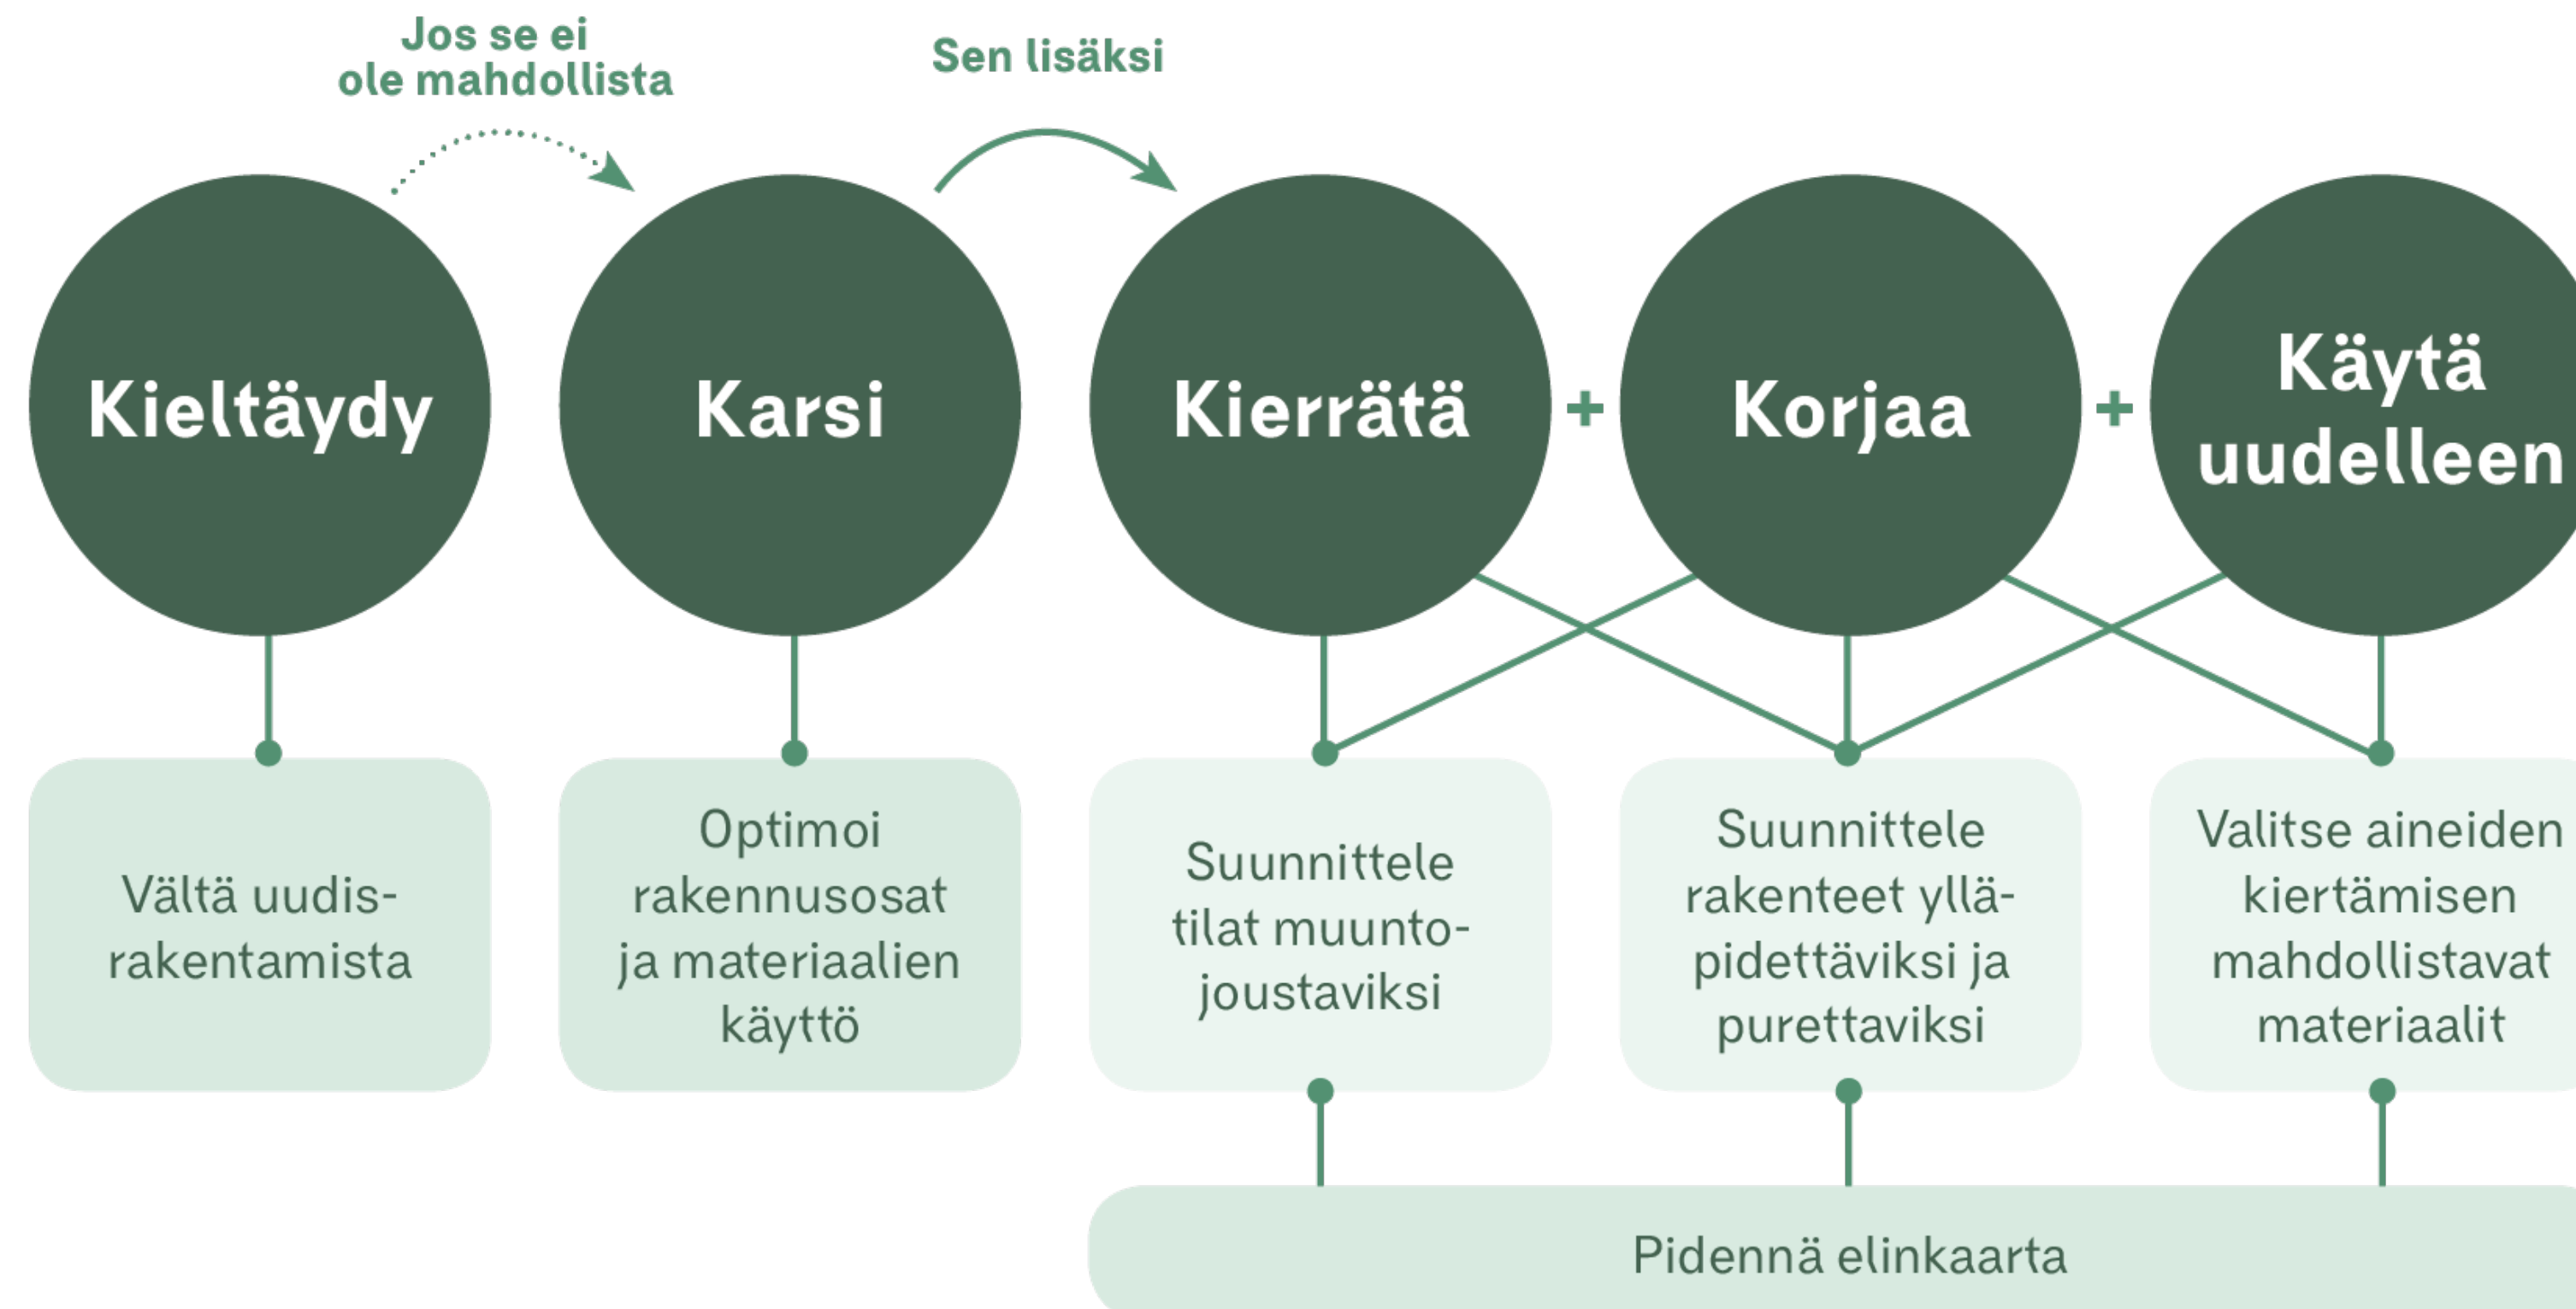 Jos se ei
ole mahdollista
Sen lisäksi
Kieltäydy
Karsi
Kierrätä
+
Korjaa
+
Käytä
uudelleen
Vältä uudis-
rakentamista
Optimoi
rakennusosat
ja materiaalien
käyttö
Suunnittele
tilat muunto-
joustaviksi
Suunnittele
rakenteet yllä-
pidettäviksi ja
purettaviksi
Valitse aineiden
kiertämisen
mahdollistavat
materiaalit
Pidennä elinkaarta